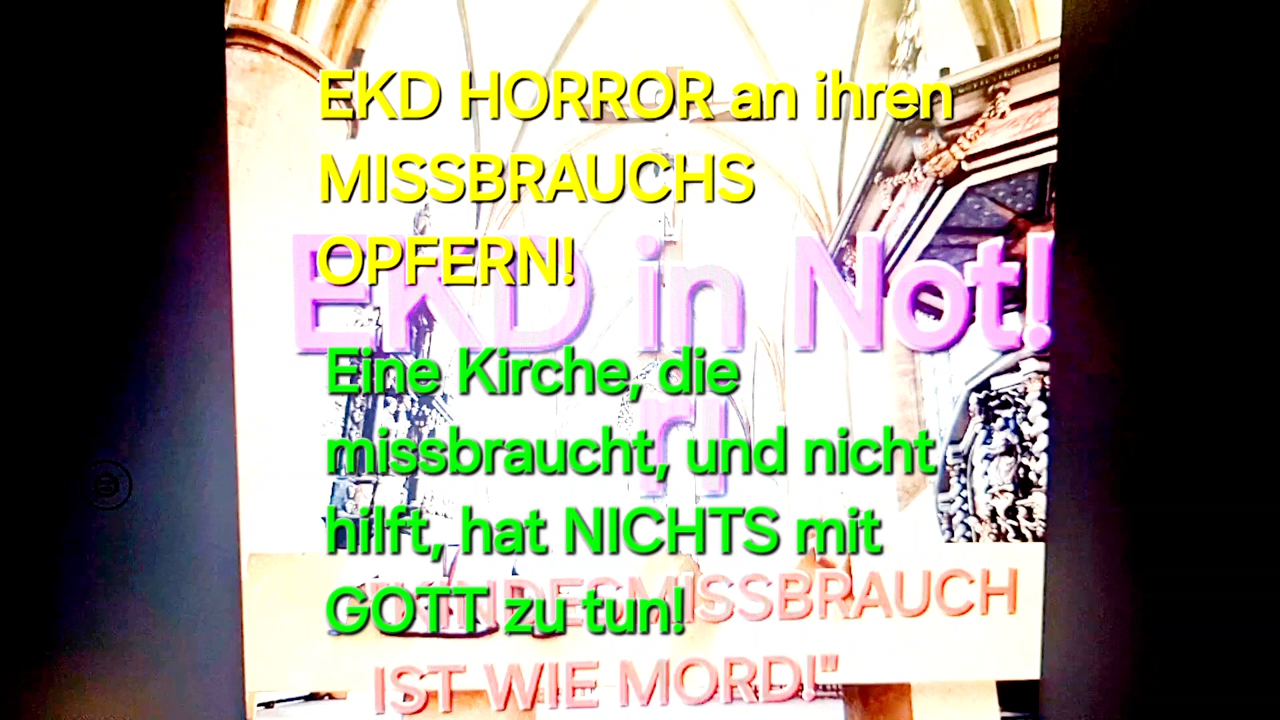 EKD HORROR an ihren
MISSBRAUCHS
OPFERN!
EKD in Not!
Eine Kirche, die
missbraucht, und nicht
hilft, hat NICHTS mit
GOTT zu tun!
"KINDESMISSBRAUCH
IST WIE MORD!"